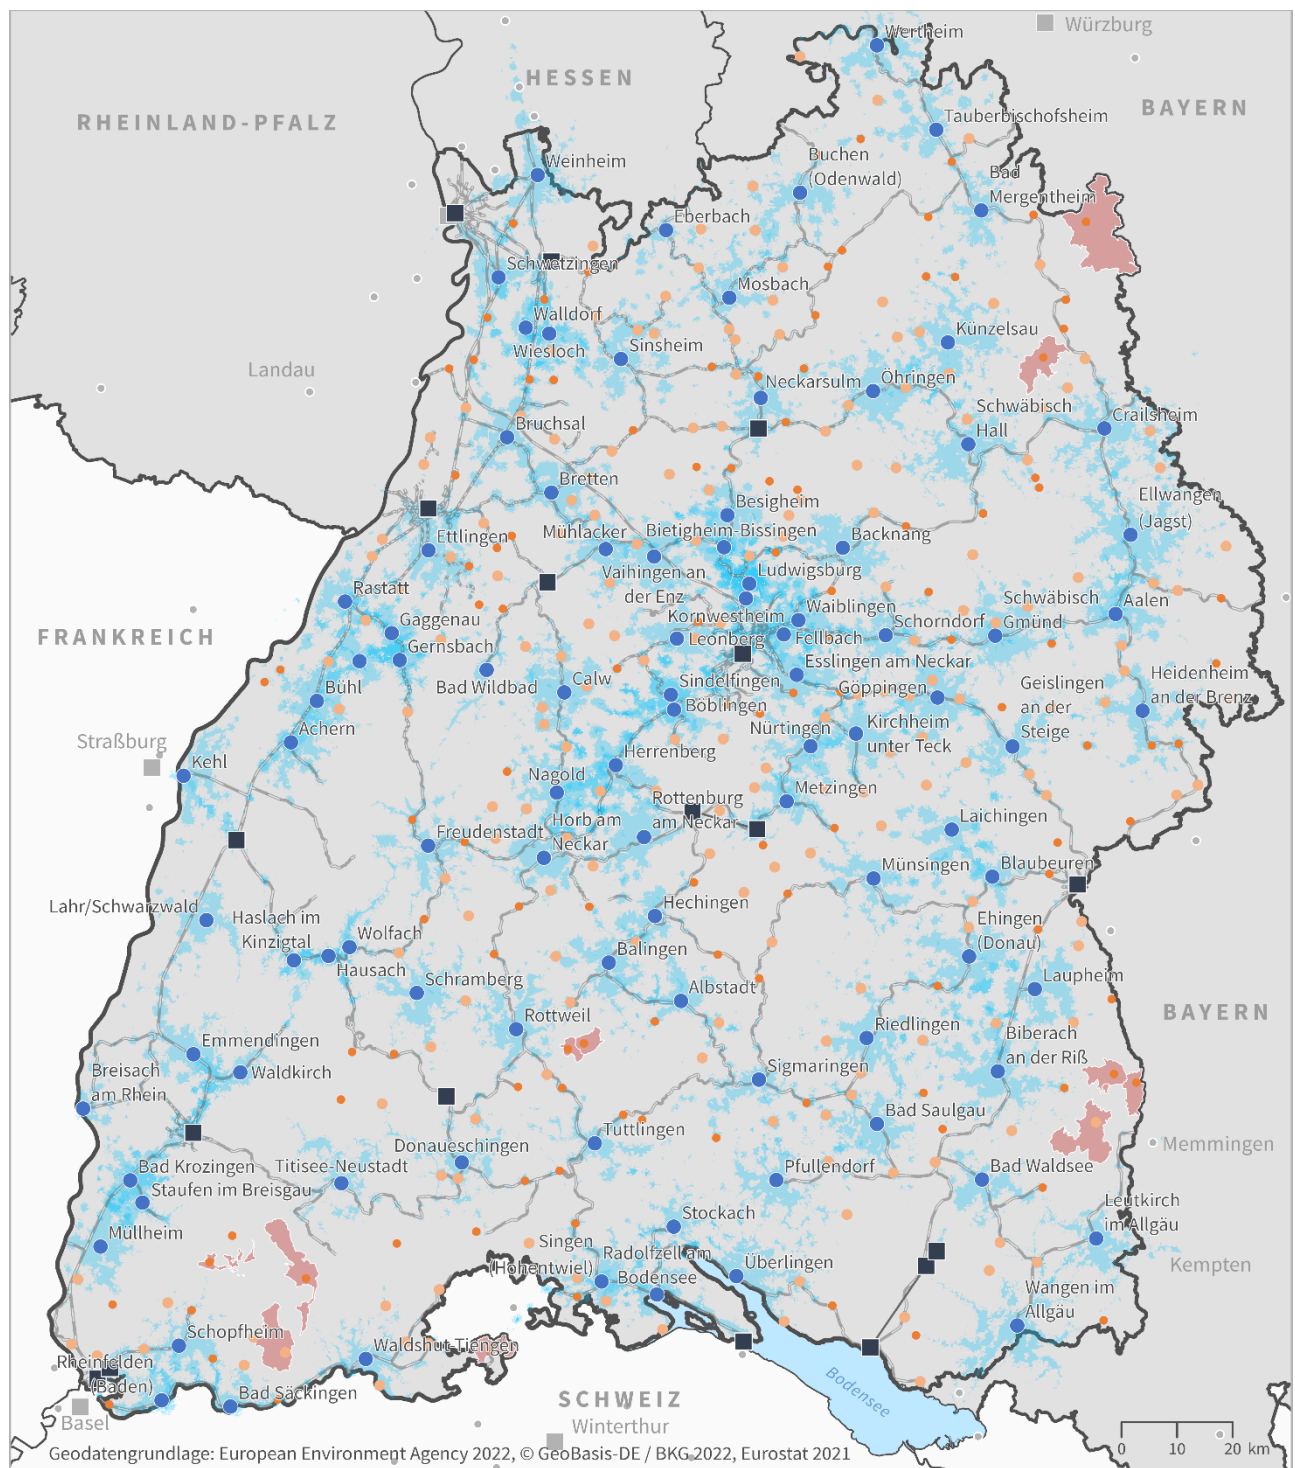 Würzburg
Wertheim
HESSEN
BAYERN
RHEINLAND-PFALZ
Tauberbischofsheim
Weinheim
Buchen
(Odenwald)
Bad
Mergentheim
Eberbach
Schwetzingen
Mosbach
Walldorf
Wiesloch
Künzelsau
Sinsheim
Landau
Neckarsulm
Öhringen
Schwäbisch
Hall
Crailsheim
Bruchsal
Bretten
Besigheim
Ellwangen
(Jagst)
Ettlingen
Mühlacker
Bietigheim-Bissingen
Backnang
Vaihingen an
der Enz
Ludwigsburg
Rastatt
Kornwestheim
Waiblingen
Schwäbisch
Gmünd
Aalen
FRANKREICH
Gaggenau
Gernsbach
Leonberg
Fellbach
Schorndorf
Esslingen am Neckar
Bühl
Bad Wildbad
Calw
Sindelfingen
Böblingen
Göppingen
Geislingen
an der
Steige
Heidenheim
an der Brenz
Achern
Straßburg
Kehl
Herrenberg
Nürtingen
Kirchheim
unter Teck
Nagold
Rottenburg
am Neckar
Metzingen
Freudenstadt
Horb am
Neckar
Laichingen
Münsingen
Blaubeuren
Lahr/Schwarzwald
Haslach im
Kinzigtal
Wolfach
Hausach
Hechingen
Ehingen
(Donau)
Balingen
Schramberg
Albstadt
Laupheim
Rottweil
Riedlingen
BAYERN
Biberach
an der Riß
Emmendingen
Waldkirch
Breisach
am Rhein
Sigmaringen
Bad Saulgau
Tuttlingen
Memmingen
Donaueschingen
Bad Krozingen
Titisee-Neustadt
Staufen im Breisgau
Pfullendorf
Bad Waldsee
Müllheim
Stockach
Leutkirch
im Allgäu
Singen
(Hohentwiel)
Radolfzell am
Bodensee
Überlingen
Kempten
Wangen im
Allgäu
Schopfheim
Waldshut-Tiengen
Rheinfelden
(Baden)
Bad Säckingen
Bodensee
SCHWEIZ
Basel
Winterthur
0 10 20 km
Geodatengrundlage: European Environment Agency 2022, © GeoBasis-DE / BKG 2022, Eurostat 2021